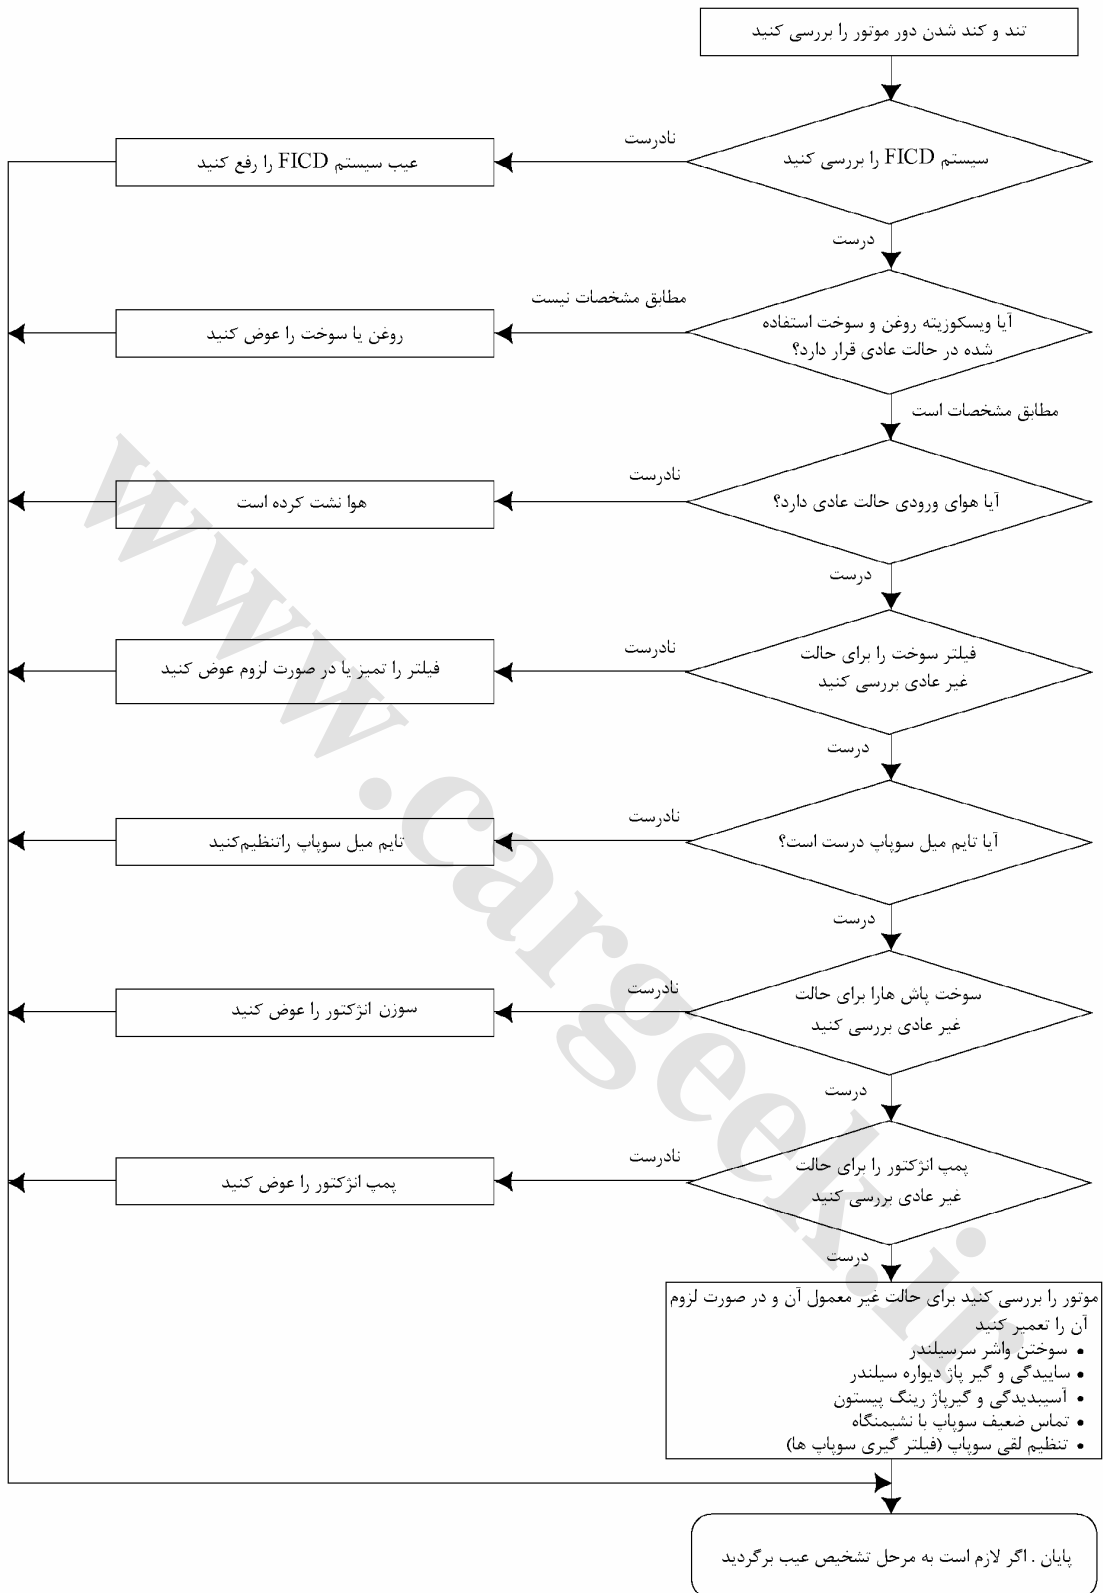 تند و کند شدن دور موتور را بررسی کنید
سیستم FICD را بررسی کنید
نادرست
عیب سیستم FICD را رفع کنید
درست
آیا ویسکوزیته روغن و سوخت استفاده
شده در حالت عادی قرار دارد؟
مطابق مشخصات نیست
روغن یا سوخت را عوض کنید
مطابق مشخصات است
آیا هوای ورودی حالت عادی دارد؟
نادرست
هوا نشت کرده است
درست
فیلتر سوخت را برای حالت
غیر عادی بررسی کنید
نادرست
فیلتر را تمیز یا در صورت لزوم عوض کنید
درست
آیا تایم میل سوپاپ درست است؟
نادرست
تایم میل سوپاپ راتنظیم‌کنید
درست
سوخت پاش هارا برای حالت
غیر عادی بررسی کنید
نادرست
سوزن انژکتور را عوض کنید
درست
پمپ انژکتور را برای حالت
غیر عادی بررسی کنید
نادرست
پمپ انژکتور را عوض کنید
درست
موتور را بررسی کنید برای حالت غیر معمول آن و در صورت لزوم
آن را تعمیر کنید
• سوختن واشر سرسیلندر
• ساییدگی و گیر پاژ دیواره سیلندر
• آسیبدیدگی و گیرپاژ رینگ پیستون
• تماس ضعیف سوپاپ با نشیمنگاه
• تنظیم لقی سوپاپ (فیلتر گیری سوپاپ ها)
پایان . اگر لازم است به مرحل تشخیص عیب برگردید
www.cargeek.ir